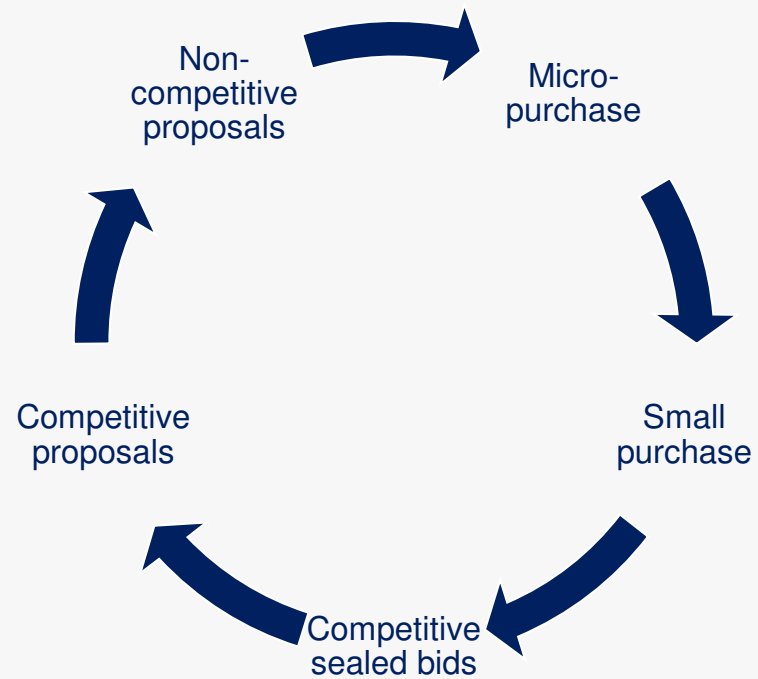 Non-
competitive
proposals
Micro-
purchase
Small
purchase
Competitive
sealed bids
Competitive
proposals